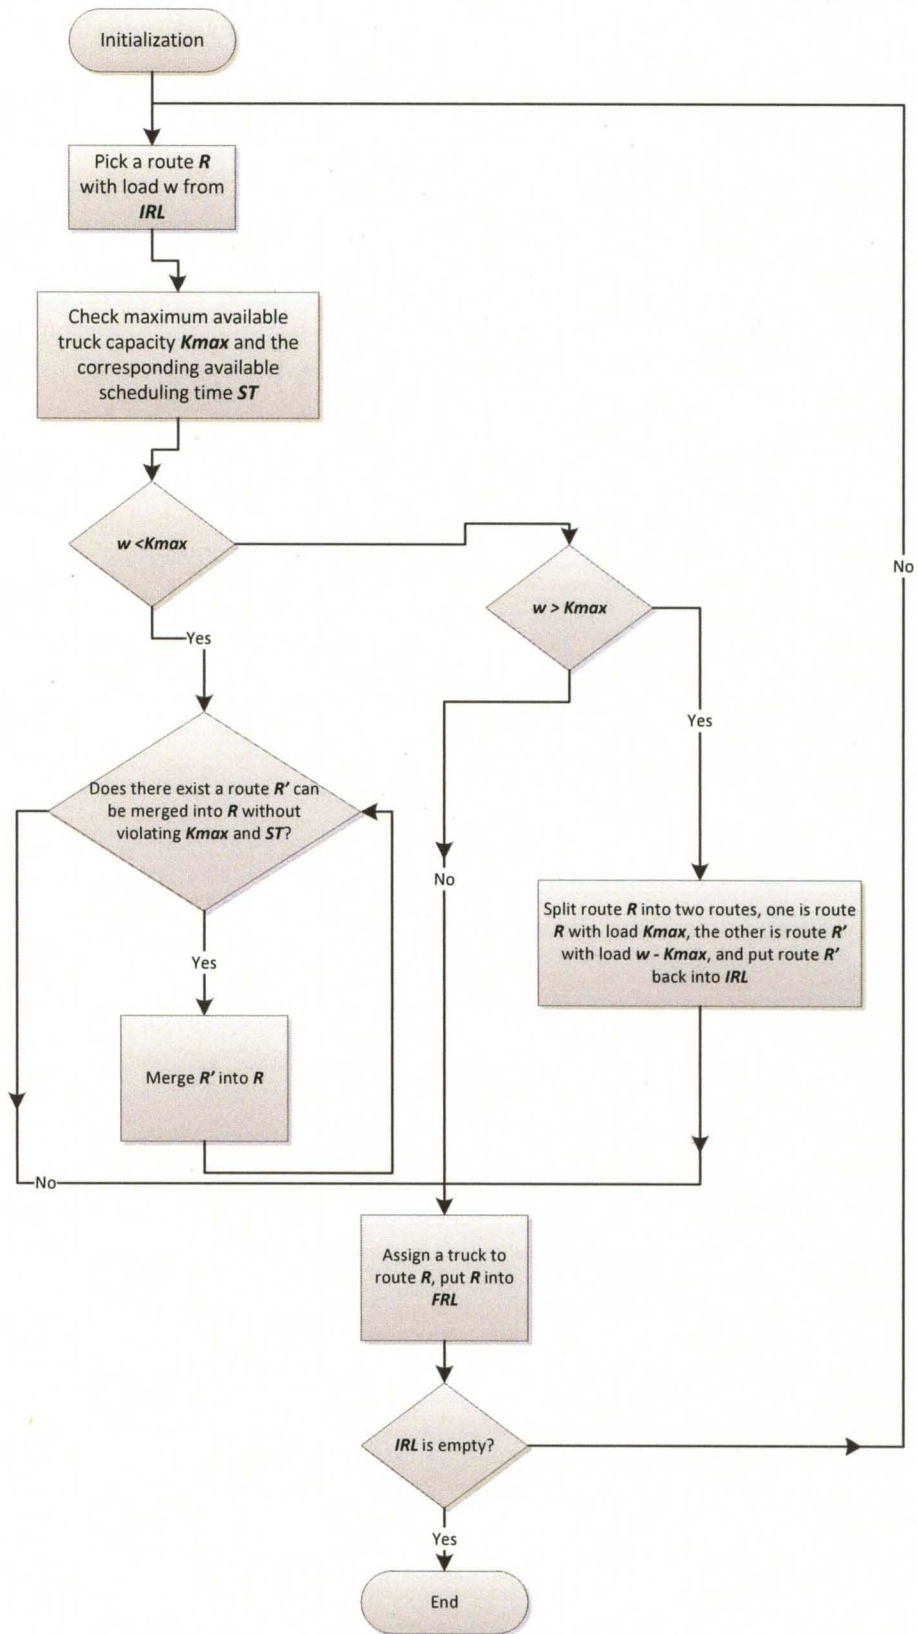 Initialization
Pick a route R
with load w from
IRL
Check maximum available
truck capacity Kmax and the
corresponding available
scheduling time ST
w <Kmax
w > Kmax
No
Yes
Yes
Does there exist a route R' can
be merged into R without
violating Kmax and ST?
No
Split route R into two routes, one is route
R with load Kmax, the other is route R'
with load w - Kmax, and put route R'
back into IRL
Yes
Merge R' into R
No
Assign a truck to
route R, put R into
FRL
IRL is empty?
Yes
End